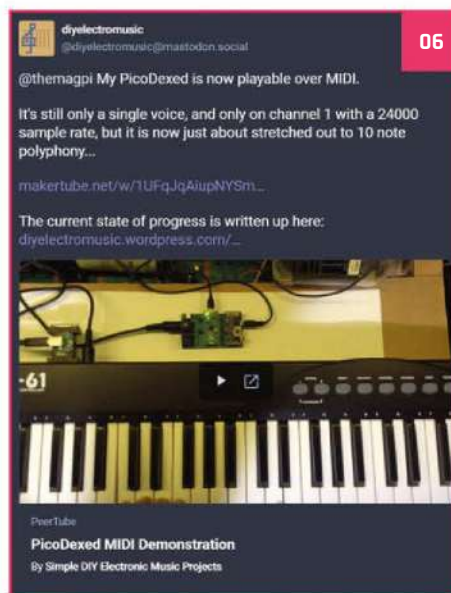 diyelectromusic
@diyelectromusic@mastodon.social
06
@themagpi My PicoDexed is now playable over MIDI.
It's still only a single voice, and only on channel 1 with a 24000
sample rate, but it is now just about stretched out to 10 note
polyphony...
makertube.net/w/1UFqJqAiupNYSm...
The current state of progress is written up here:
diyelectromusic.wordpress.com/...
-61
PeerTube
PicoDexed MIDI Demonstration
By Simple DIY Electronic Music Projects